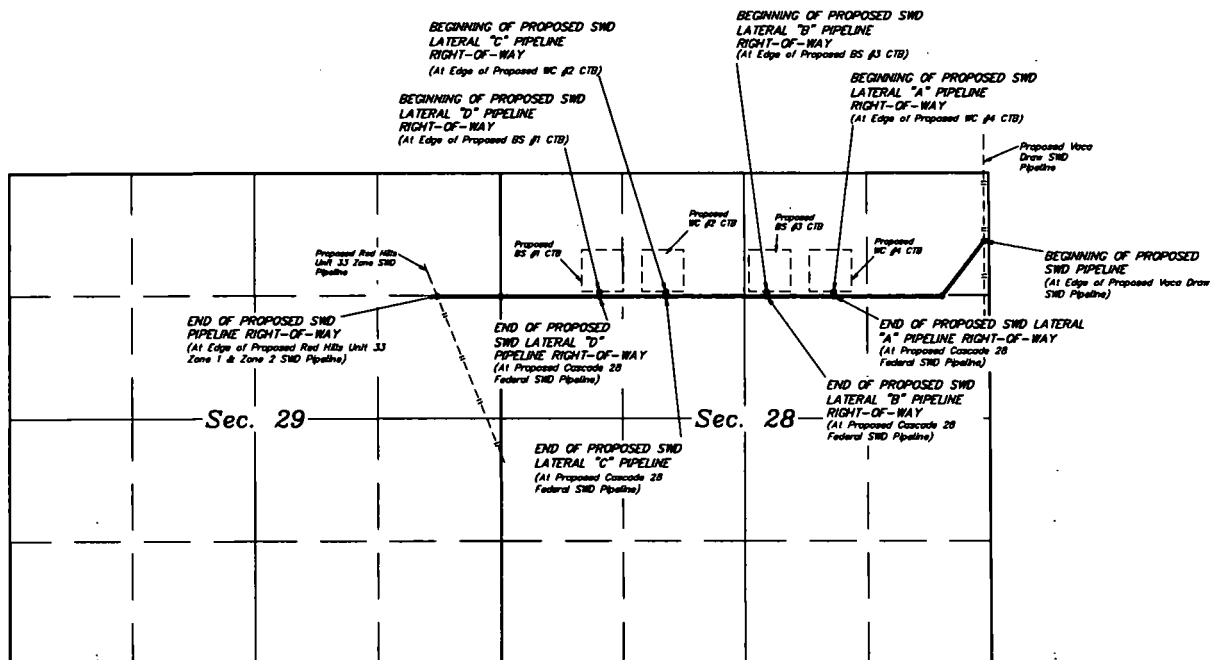 BEGINNING OF PROPOSED SWD
LATERAL "C" PIPELINE
RIGHT-OF-WAY
(At Edge of Proposed WC #2 CTB)
BEGINNING OF PROPOSED SWD
LATERAL "B" PIPELINE
RIGHT-OF-WAY
(At Edge of Proposed BS #3 CTB)
BEGINNING OF PROPOSED SWD
LATERAL "A" PIPELINE
RIGHT-OF-WAY
(At Edge of Proposed WC #4 CTB)
BEGINNING OF PROPOSED SWD
LATERAL "D" PIPELINE
RIGHT-OF-WAY
(At Edge of Proposed BS #1 CTB)
Proposed Vaca
Draw SWD
Pipeline
Proposed
WC #2 CTB
Proposed
BS #3 CTB
Proposed
BS #1 CTB
Proposed
WC #4 CTB
Proposed Red Hills
Unit 33 Zone SWD
Pipeline
BEGINNING OF PROPOSED
SWD PIPELINE
(At Edge of Proposed Vaca Draw
SWD Pipeline)
END OF PROPOSED SWD
PIPELINE RIGHT-OF-WAY
(At Edge of Proposed Red Hills Unit 33
Zone 1 & Zone 2 SWD Pipeline)
END OF PROPOSED
SWD LATERAL "D"
PIPELINE RIGHT-OF-WAY
(At Proposed Cascade 28
Federal SWD Pipeline)
END OF PROPOSED SWD LATERAL
"A" PIPELINE RIGHT-OF-WAY
(At Proposed Cascade 28
Federal SWD Pipeline)
END OF PROPOSED SWD
LATERAL "B" PIPELINE
RIGHT-OF-WAY
(At Proposed Cascade 28
Federal SWD Pipeline)
Sec. 29
Sec. 28
END OF PROPOSED SWD
LATERAL "C" PIPELINE
(At Proposed Cascade 28
Federal SWD Pipeline)